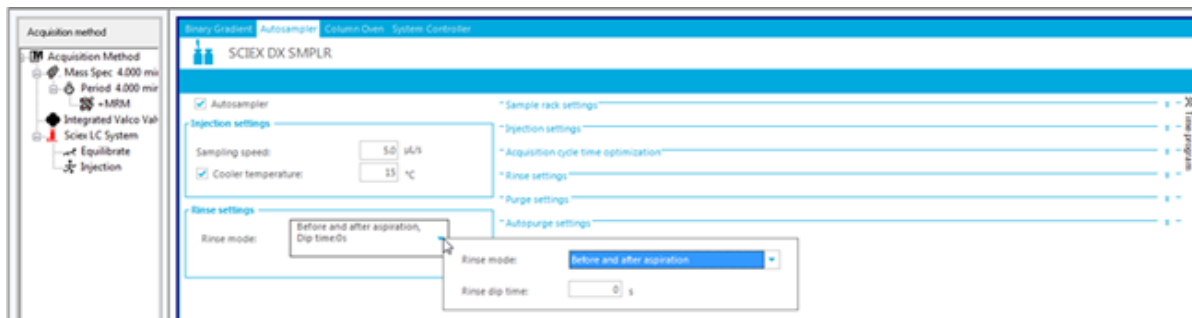 Acquisition method
Acquisition Method
Mass Spec 4.000 min
Period 4.000 min
+MRM
Integrated Valco Val
Sciex LC System
Equilibrate
Injection
Binary Gradient Autosampler Column Oven System Controller
SCIEX DX SMPLR
Autosampler
Injection settings
Sampling speed: 5.0 µL/s
Cooler temperature: 15 °C
Rinse settings
Rinse mode: Before and after aspiration,
Dip time:0s
Sample rack settings
Injection settings
Acquisition cycle time optimization
Rinse settings
Purge settings
Autopurge settings
Rinse mode: Before and after aspiration
Rinse dip time: 0 s
Time program